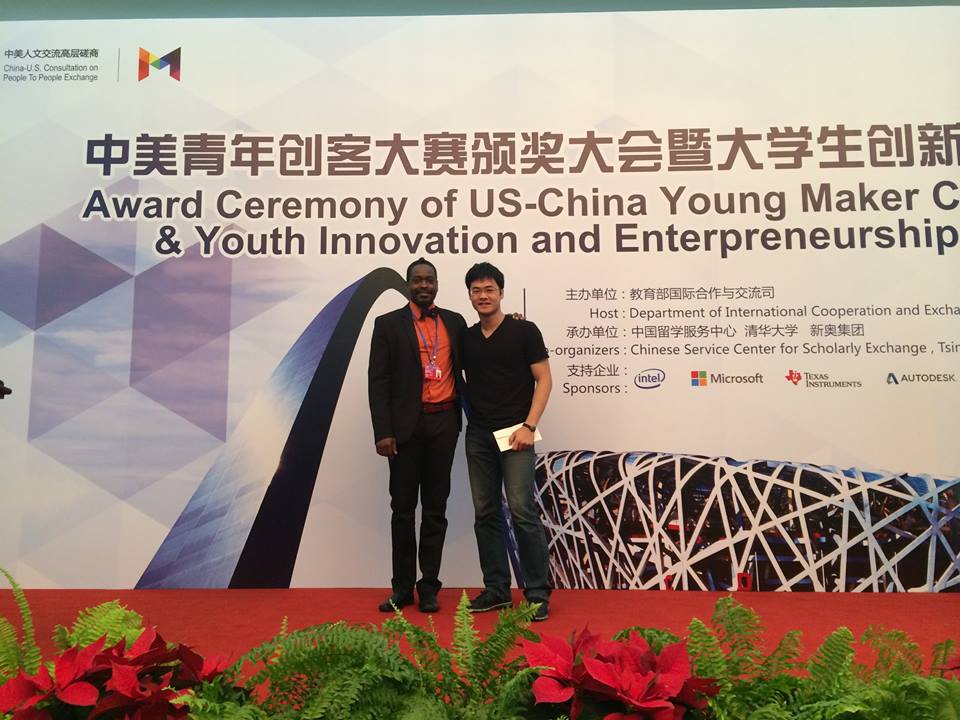 中美人文交流高层磋商
China-U.S. Consultation on
People To People Exchange
中美青年创客大赛颁奖大会暨大学生创新
Award Ceremony of US-China Young Maker C
& Youth Innovation and Enterpreneurship
主办单位：教育部国际合作与交流司
Host : Department of International Cooperation and Excha
承办单位：中国留学服务中心 清华大学 新奥集团
o-organizers : Chinese Service Center for Scholarly Exchange , Tsin
支持企业：
Sponsors :
intel
Microsoft
TEXAS INSTRUMENTS
AUTODESK